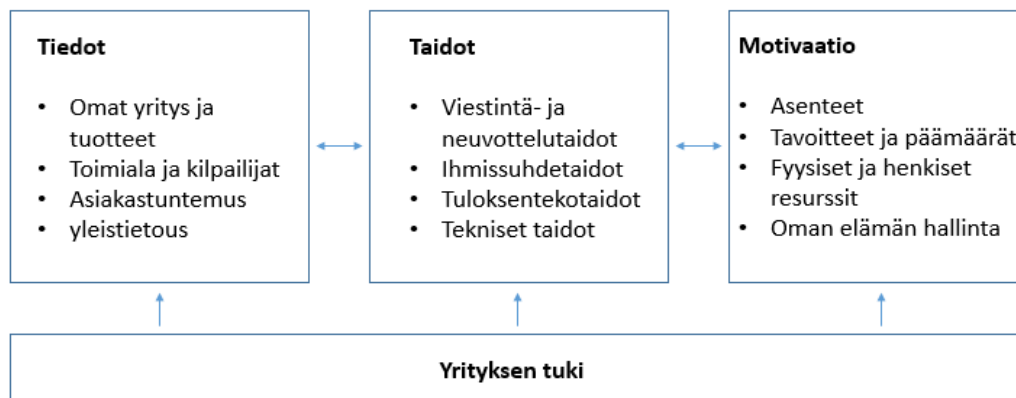 Tiedot
• Omat yritys ja
tuotteet
• Toimiala ja kilpailijat
• Asiakastuntemus
• yleistietous
Taidot
• Viestintä- ja
neuvottelutaidot
• Ihmissuhdetaidot
• Tuloksentekotaidot
• Tekniset taidot
Motivaatio
• Asenteet
• Tavoitteet ja päämäärät
• Fyysiset ja henkiset
resurssit
• Oman elämän hallinta
Yrityksen tuki